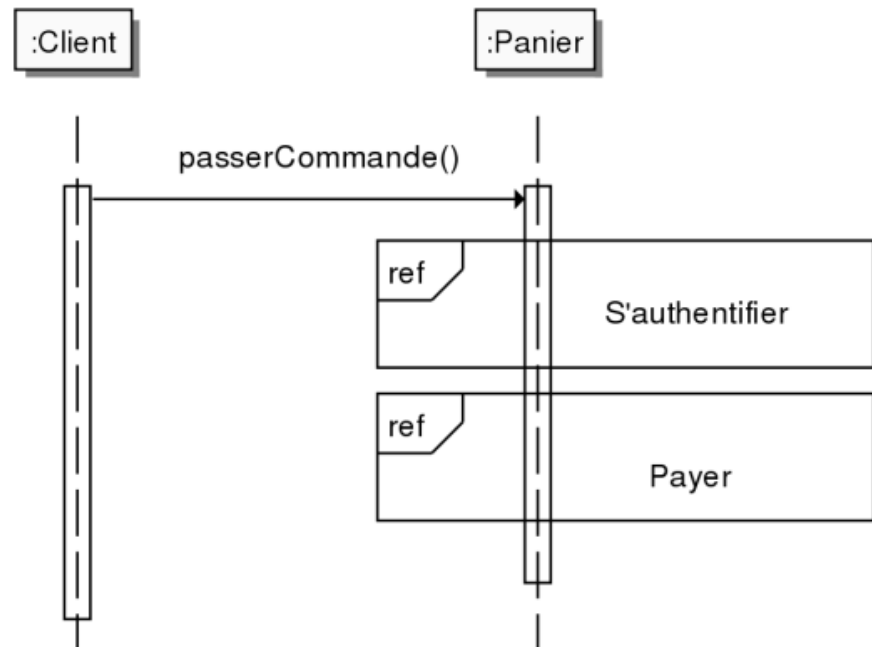 :Client
:Panier
passerCommande()
ref
S'authentifier
ref
Payer